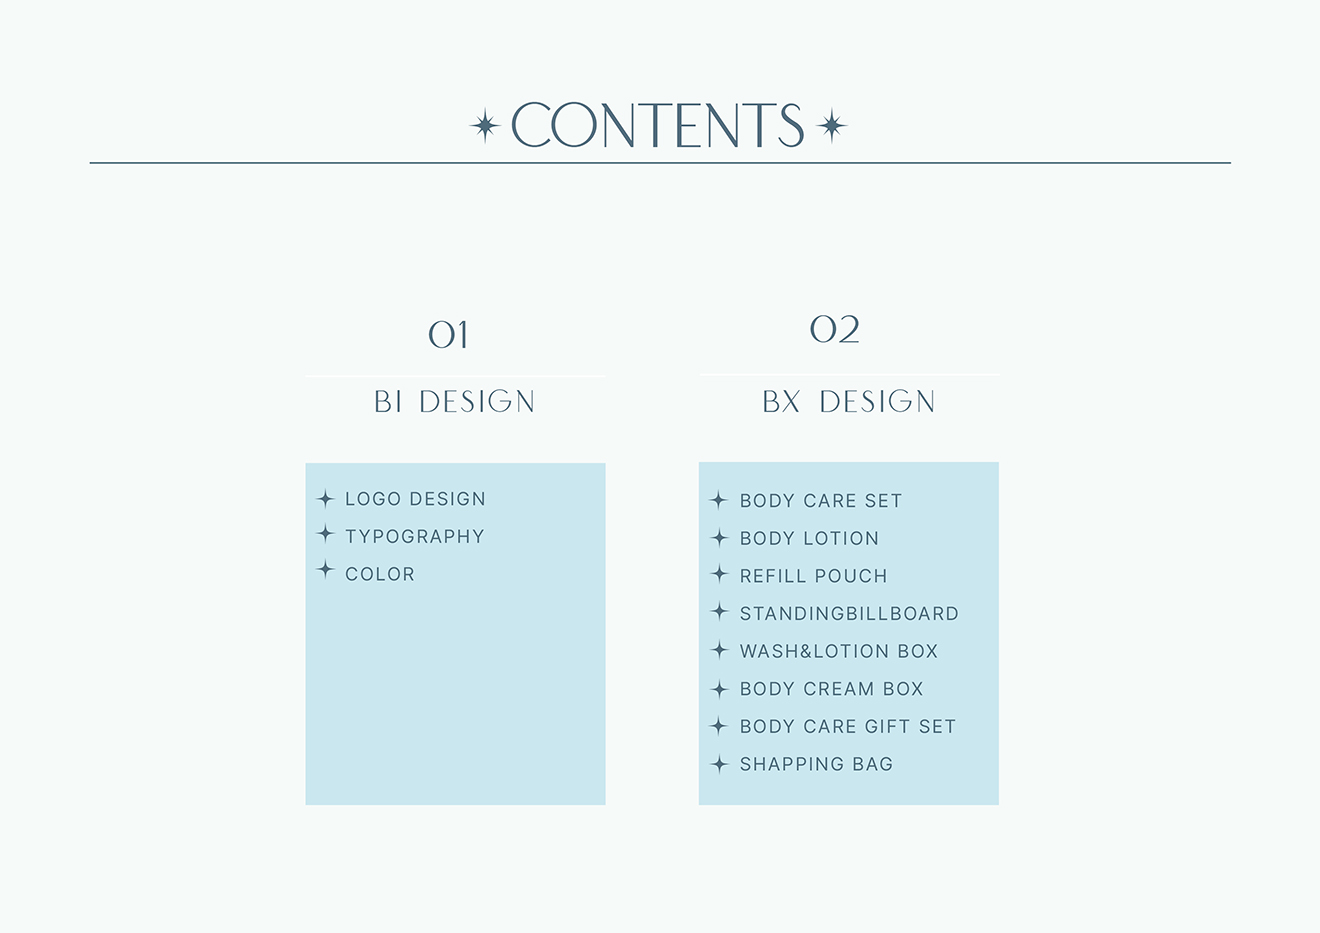 CONTENTS
01
BI DESIGN
LOGO DESIGN
TYPOGRAPHY
COLOR
02
BX DESIGN
BODY CARE SET
BODY LOTION
REFILL POUCH
STANDINGBILLBOARD
WASH&LOTION BOX
BODY CREAM BOX
BODY CARE GIFT SET
SHAPPING BAG